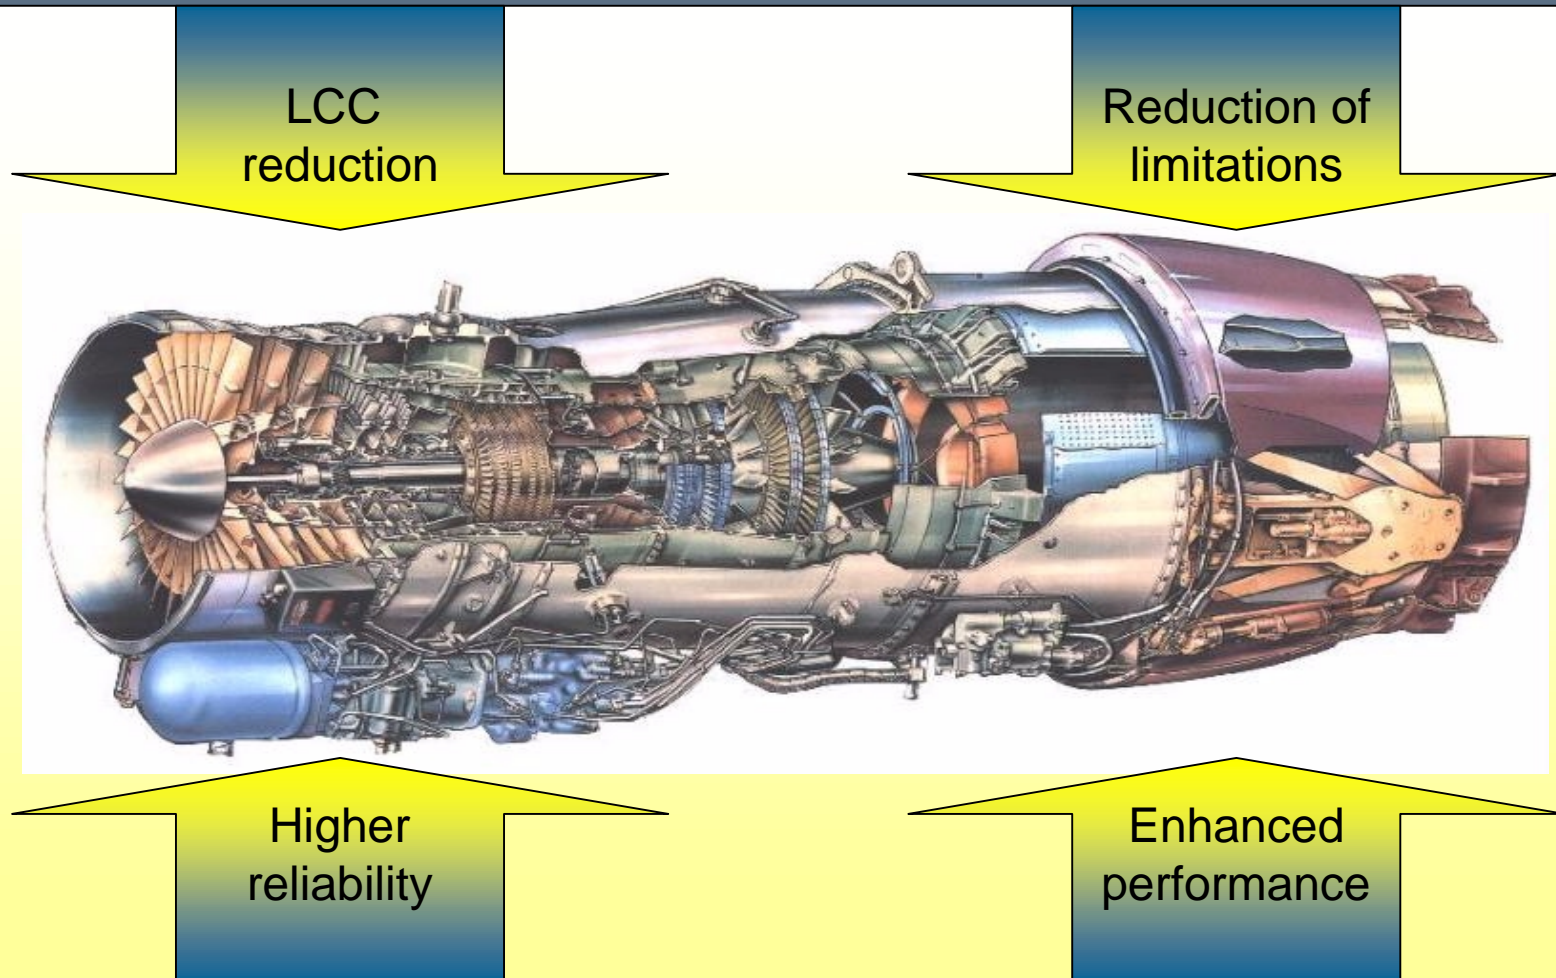 LCC
reduction
Reduction of
limitations
Higher
reliability
Enhanced
performance